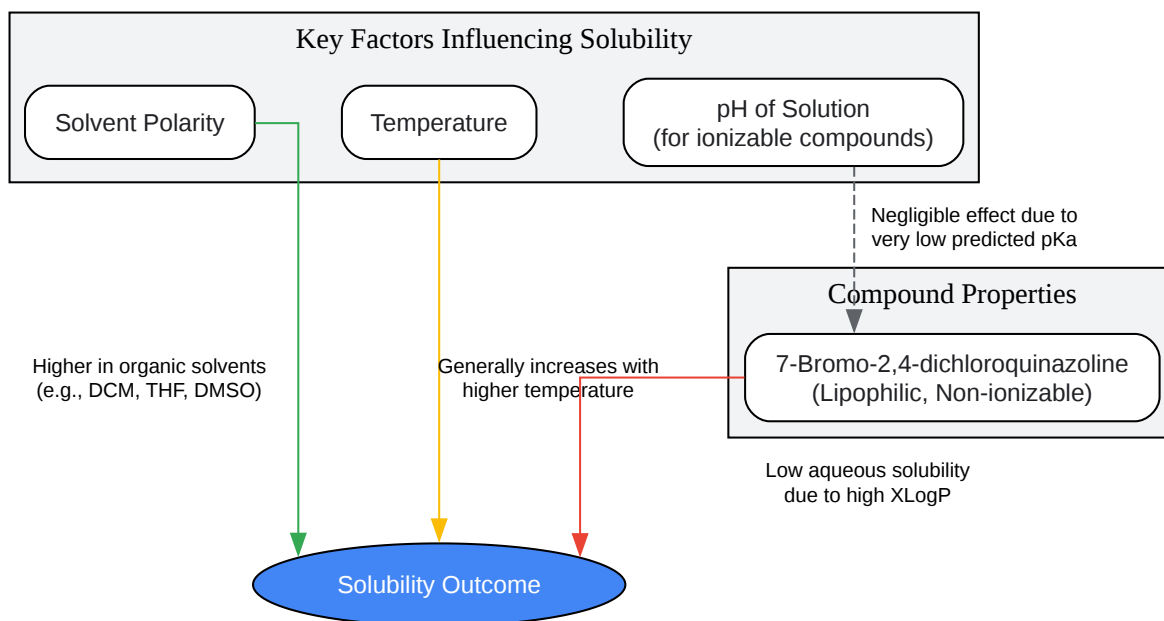 Key Factors Influencing Solubility
Solvent Polarity
Temperature
pH of Solution
(for ionizable compounds)
Negligible effect due to
very low predicted pKa
Compound Properties
7-Bromo-2,4-dichloroquinazoline
(Lipophilic, Non-ionizable)
Higher in organic solvents
(e.g., DCM, THF, DMSO)
Generally increases with
higher temperature
Low aqueous solubility
due to high XLogP
Solubility Outcome